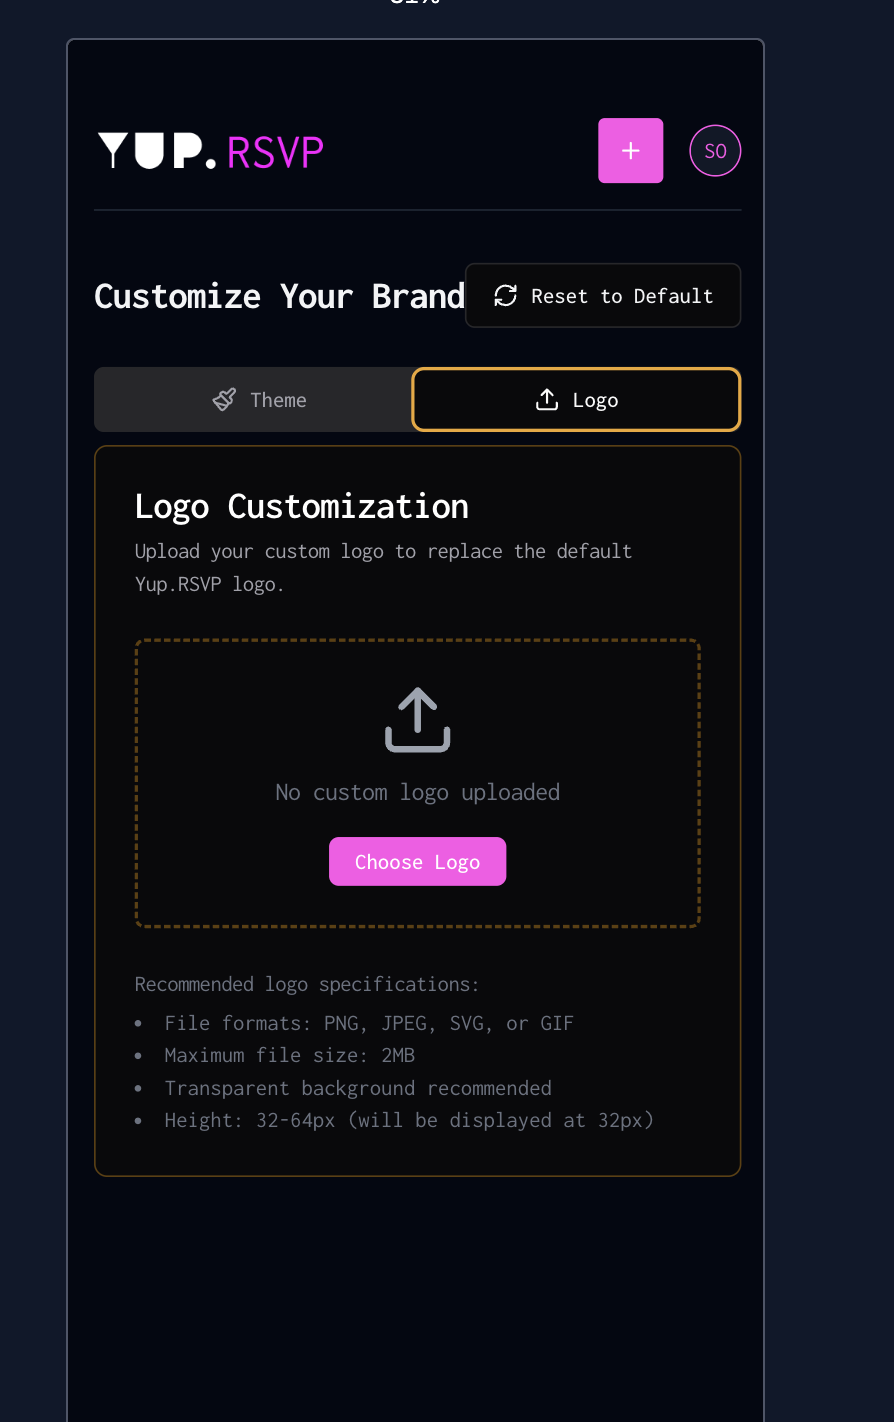 YUP.RSVP
+
SO
Customize Your Brand
Reset to Default
Theme
Logo
Logo Customization
Upload your custom logo to replace the default
Yup.RSVP logo.
No custom logo uploaded
Choose Logo
Recommended logo specifications:
• File formats: PNG, JPEG, SVG, or GIF
• Maximum file size: 2MB
• Transparent background recommended
• Height: 32-64px (will be displayed at 32px)